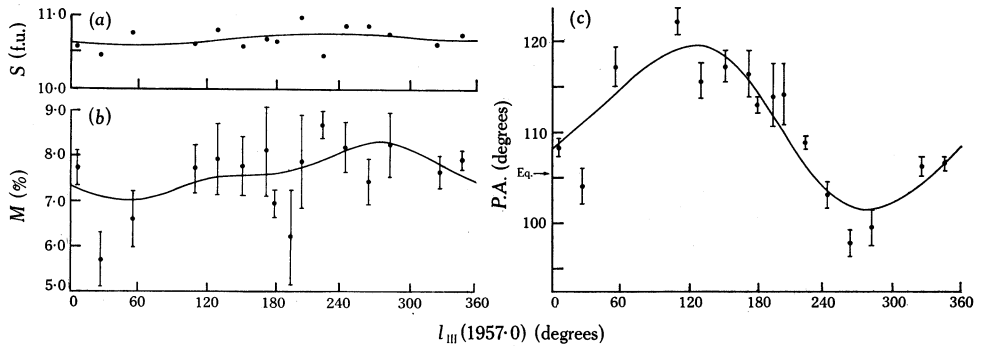 (a)
S (f.u.)
11·0
10·0
(b)
M (%)
9·0
8·0
7·0
6·0
5·0
0 60 120 180 240 300 360
(c)
P.A. (degrees)
120
110
Eq.
100
0 60 120 180 240 300 360
l III (1957·0) (degrees)